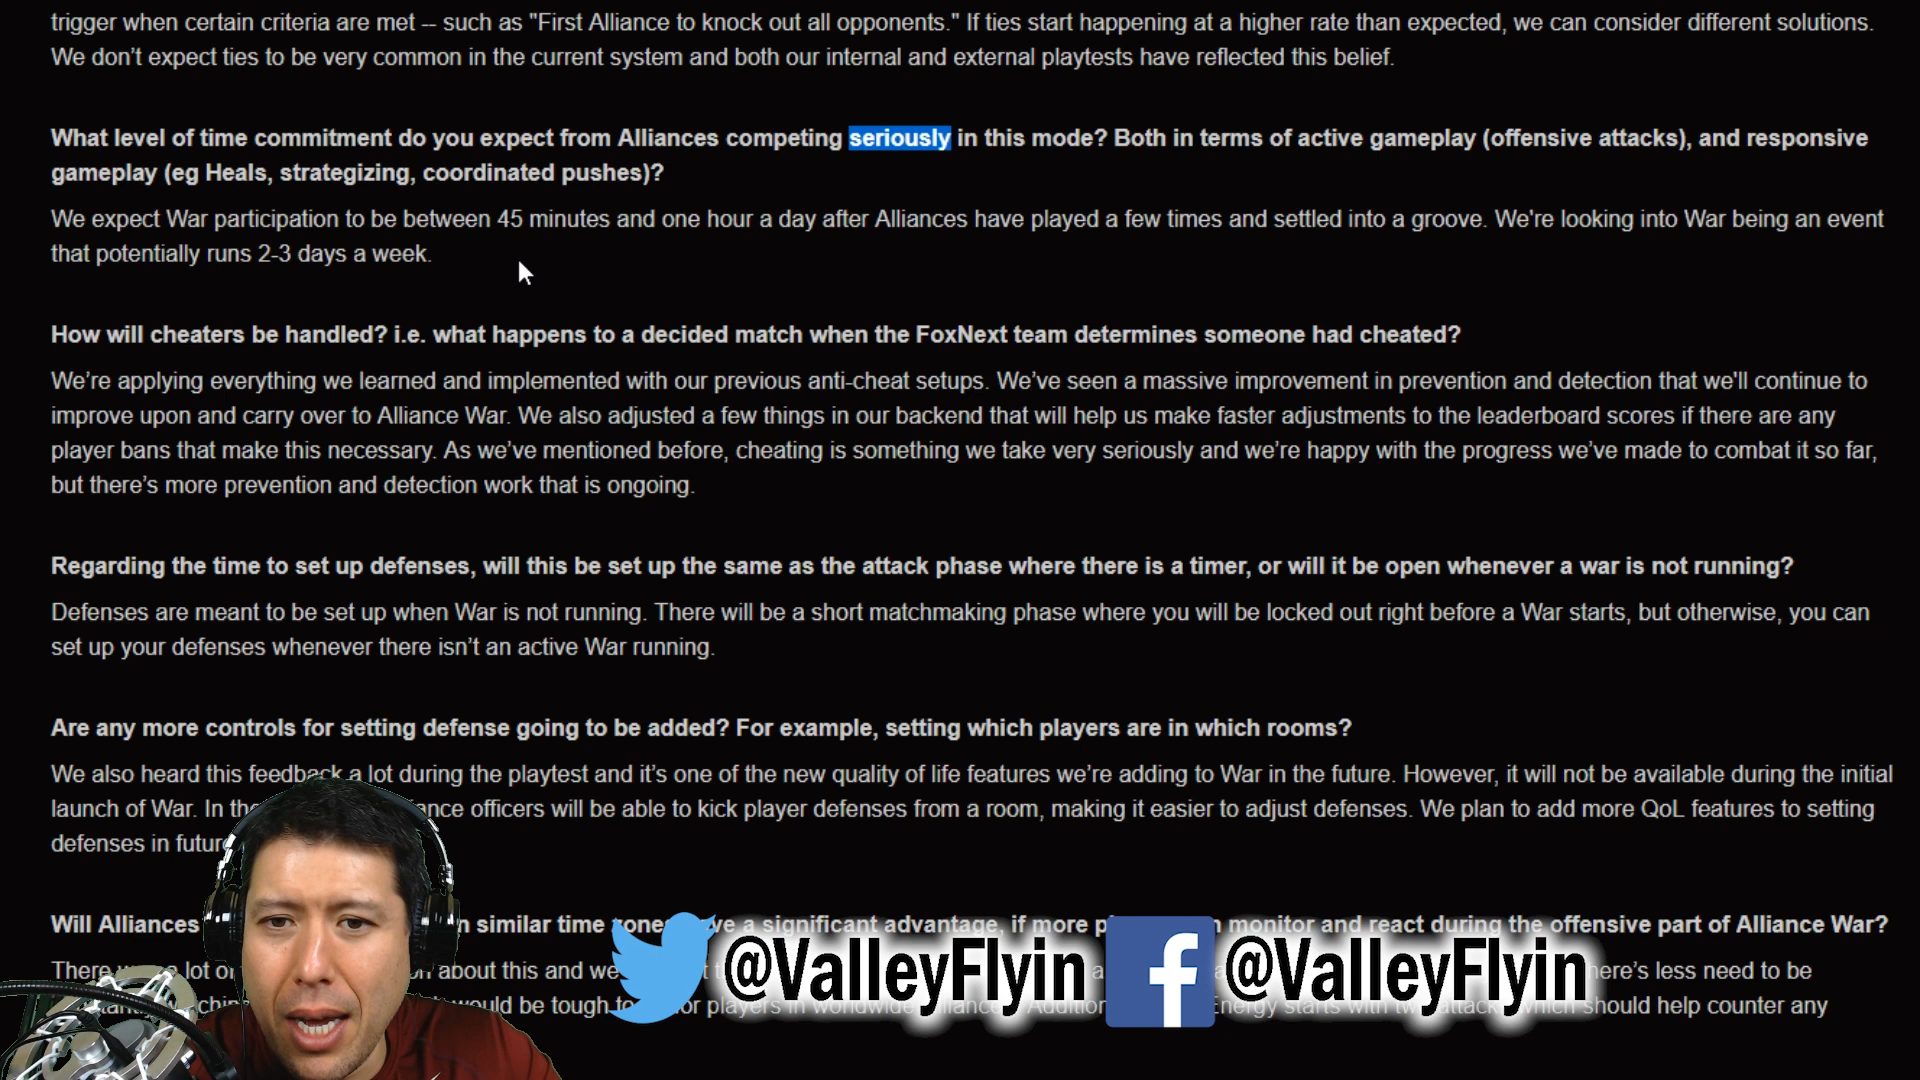 trigger when certain criteria are met -- such as "First Alliance to knock out all opponents." If ties start happening at a higher rate than expected, we can consider different solutions.
We don’t expect ties to be very common in the current system and both our internal and external playtests have reflected this belief.
What level of time commitment do you expect from Alliances competing seriously in this mode? Both in terms of active gameplay (offensive attacks), and responsive
gameplay (eg Heals, strategizing, coordinated pushes)?
We expect War participation to be between 45 minutes and one hour a day after Alliances have played a few times and settled into a groove. We're looking into War being an event
that potentially runs 2-3 days a week.
How will cheaters be handled? i.e. what happens to a decided match when the FoxNext team determines someone had cheated?
We’re applying everything we learned and implemented with our previous anti-cheat setups. We’ve seen a massive improvement in prevention and detection that we'll continue to
improve upon and carry over to Alliance War. We also adjusted a few things in our backend that will help us make faster adjustments to the leaderboard scores if there are any
player bans that make this necessary. As we’ve mentioned before, cheating is something we take very seriously and we’re happy with the progress we’ve made to combat it so far,
but there’s more prevention and detection work that is ongoing.
Regarding the time to set up defenses, will this be set up the same as the attack phase where there is a timer, or will it be open whenever a war is not running?
Defenses are meant to be set up when War is not running. There will be a short matchmaking phase where you will be locked out right before a War starts, but otherwise, you can
set up your defenses whenever there isn’t an active War running.
Are any more controls for setting defense going to be added? For example, setting which players are in which rooms?
We also heard this feedback a lot during the playtest and it’s one of the new quality of life features we’re adding to War in the future. However, it will not be available during the initial
launch of War. In officers will be able to kick player defenses from a room, making it easier to adjust defenses. We plan to add more QoL features to setting
defenses in
Will Alliances similar time a significant advantage, if more monitor and react during the offensive part of Alliance War?
There lot about this and there’s less need to be
would be tough players in worldwide Energy starts with should help counter any
@ValleyFlyin f @ValleyFlyin